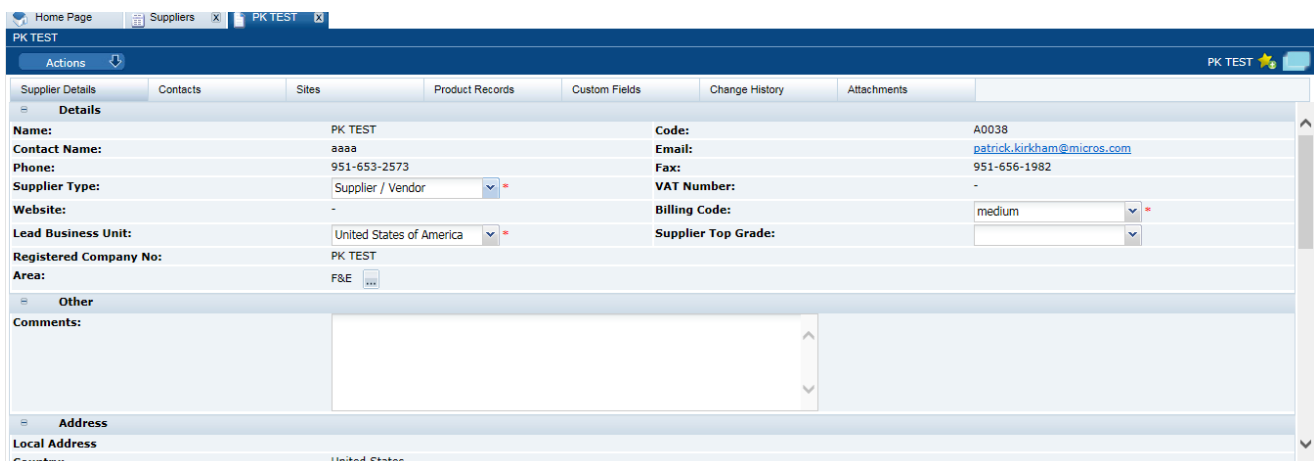 Home Page Suppliers X PK TEST X
PK TEST
Actions PK TEST
Supplier Details Contacts Sites Product Records Custom Fields Change History Attachments
Details
Name: PK TEST Code: A0038
Contact Name: aaaa Email: patrick.kirkham@micros.com
Phone: 951-653-2573 Fax: 951-656-1982
Supplier Type: Supplier / Vendor * VAT Number: -
Website: - Billing Code: medium *
Lead Business Unit: United States of America * Supplier Top Grade:
Registered Company No: PK TEST
Area: F&E ...
Other
Comments:
Address
Local Address
Country: United States